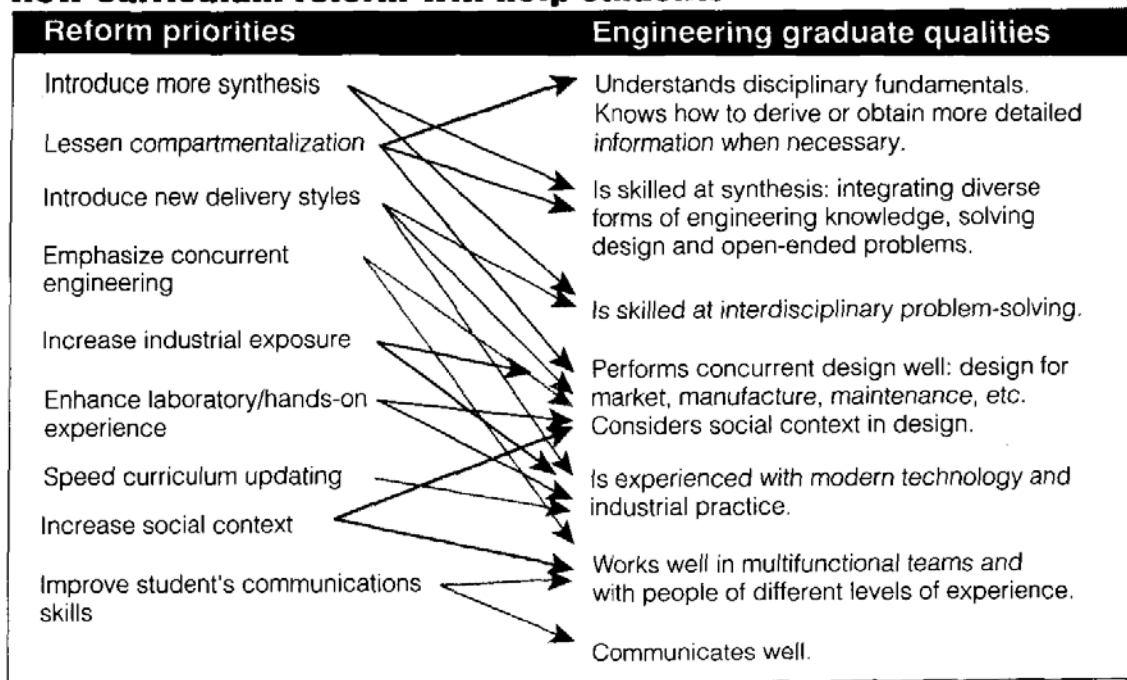 Reform priorities
Engineering graduate qualities
Introduce more synthesis
Lessen compartmentalization
Introduce new delivery styles
Emphasize concurrent
engineering
Increase industrial exposure
Enhance laboratory/hands-on
experience
Speed curriculum updating
Increase social context
Improve student's communications
skills
Understands disciplinary fundamentals.
Knows how to derive or obtain more detailed
information when necessary.
Is skilled at synthesis: integrating diverse
forms of engineering knowledge, solving
design and open-ended problems.
Is skilled at interdisciplinary problem-solving.
Performs concurrent design well: design for
market, manufacture, maintenance, etc.
Considers social context in design.
Is experienced with modern technology and
industrial practice.
Works well in multifunctional teams and
with people of different levels of experience.
Communicates well.